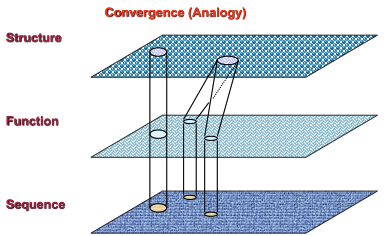 Convergence (Analogy)
Structure
Function
Sequence